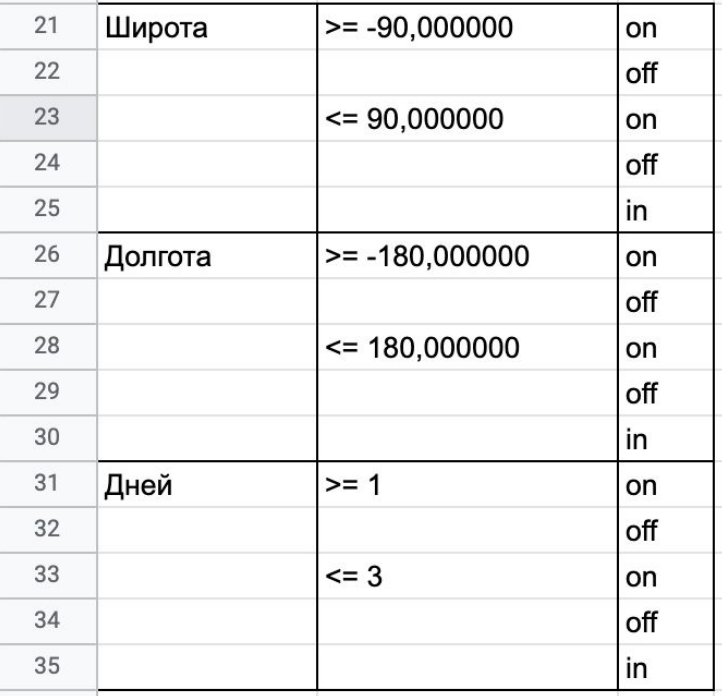 21 Широта >= -90,000000 on
22 off
23 <= 90,000000 on
24 off
25 in
26 Долгота >= -180,000000 on
27 off
28 <= 180,000000 on
29 off
30 in
31 Дней >= 1 on
32 off
33 <= 3 on
34 off
35 in